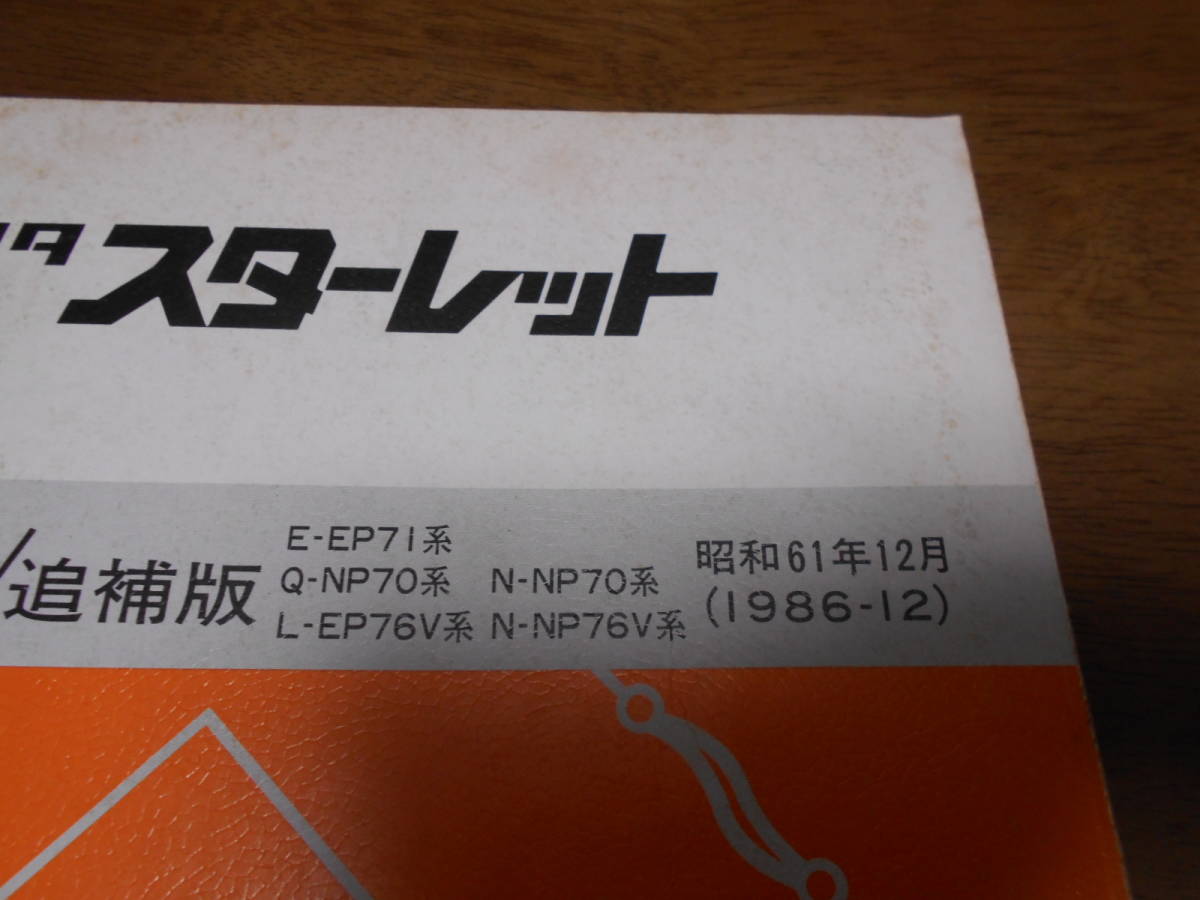 タ スターレット
追補版
E-EP71系
Q-NP70系 N-NP70系
L-EP76V系 N-NP76V系
昭和61年12月
(1986-12)